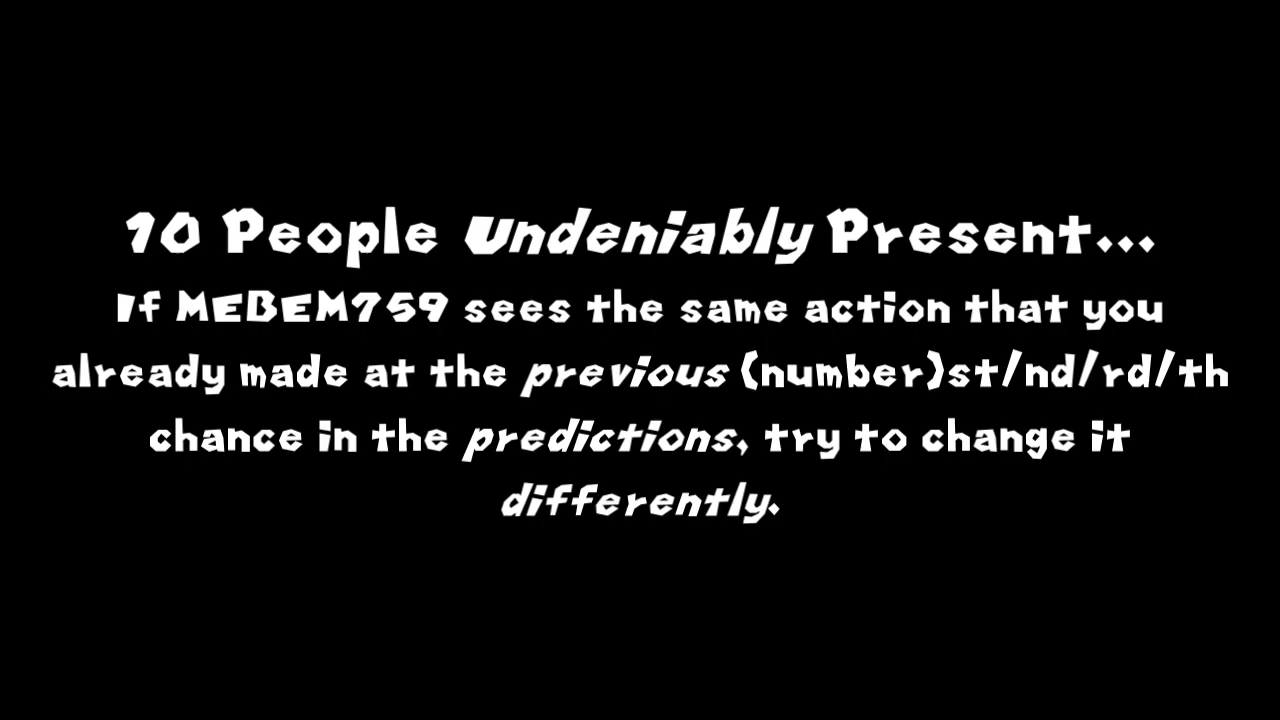 10 People Undeniably Present...
If MEBEM759 sees the same action that you
already made at the previous (number)st/nd/rd/th
chance in the predictions, try to change it
differently.